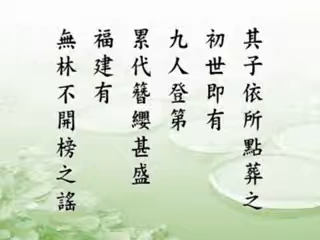 其子依所點葬之
初世即有
九人登第
累代簪纓甚盛
福建有
無林不開榜之謠